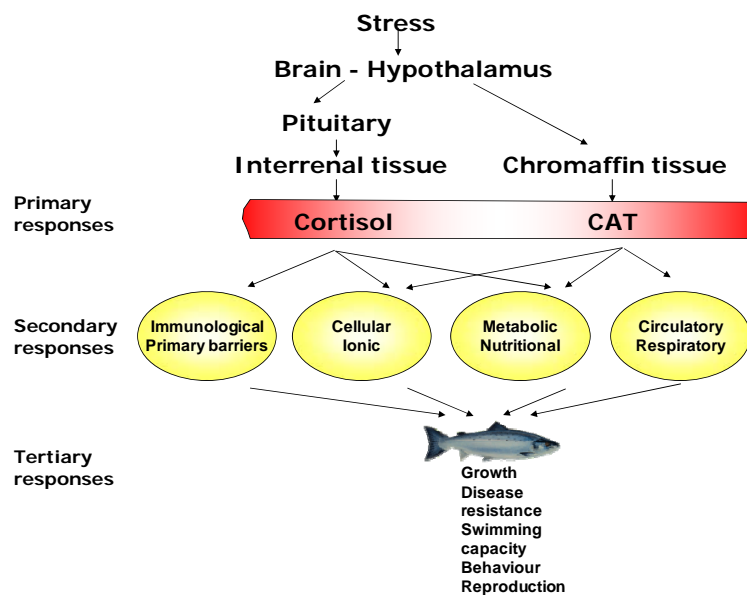 Stress
Brain - Hypothalamus
Pituitary
Interrenal tissue
Chromaffin tissue
Primary
responses
Cortisol
CAT
Secondary
responses
Immunological
Primary barriers
Cellular
Ionic
Metabolic
Nutritional
Circulatory
Respiratory
Tertiary
responses
Growth
Disease
resistance
Swimming
capacity
Behaviour
Reproduction